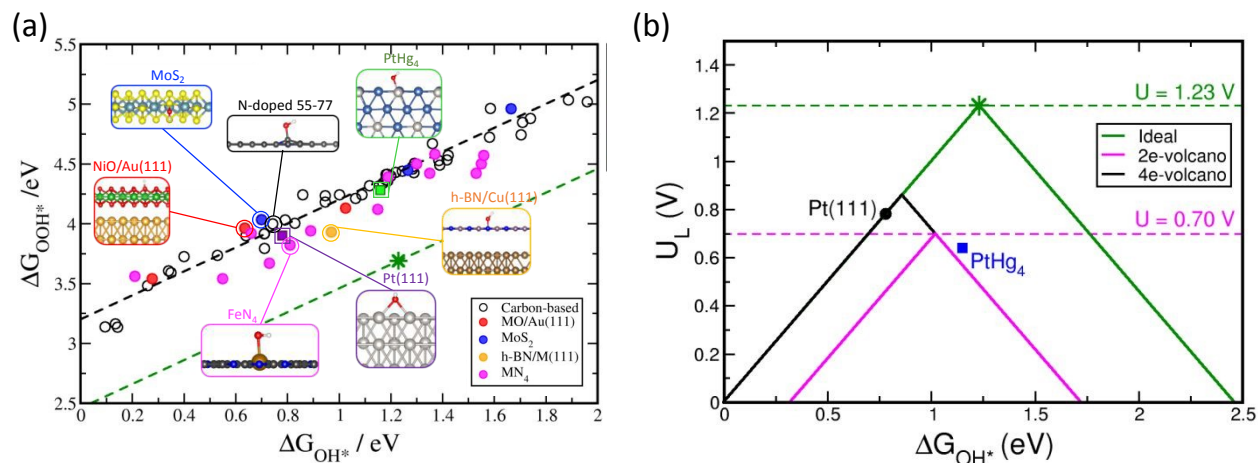 (a)
5.5
5
4.5
4
3.5
3
2.5
ΔG_OOH* /eV
0
0.2
0.4
0.6
0.8
1
1.2
1.4
1.6
1.8
2
ΔG_OH* / eV
MoS₂
N-doped 55-77
PtHg₄
NiO/Au(111)
h-BN/Cu(111)
FeN₄
Pt(111)
Carbon-based
MO/Au(111)
MoS₂
h-BN/M(111)
MN₄
(b)
1.4
1.2
1
0.8
0.6
0.4
0.2
0
U_L (V)
0
0.5
1
1.5
2
2.5
ΔG_OH* (eV)
U = 1.23 V
Ideal
2e-volcano
4e-volcano
Pt(111)
U = 0.70 V
PtHg₄